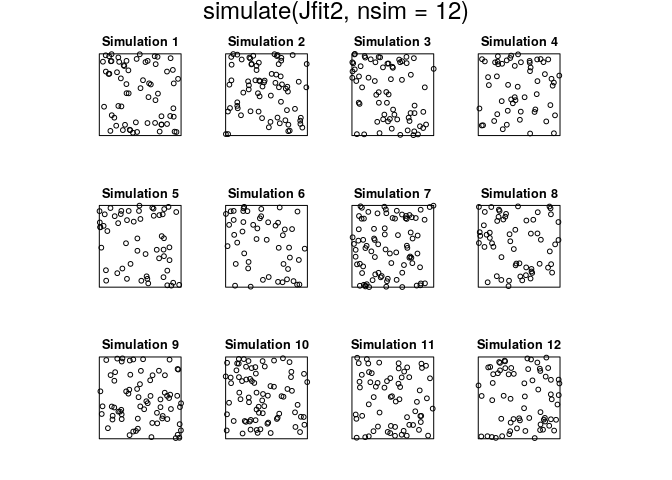 simulate(Jfit2, nsim = 12)
Simulation 1
Simulation 2
Simulation 3
Simulation 4
Simulation 5
Simulation 6
Simulation 7
Simulation 8
Simulation 9
Simulation 10
Simulation 11
Simulation 12